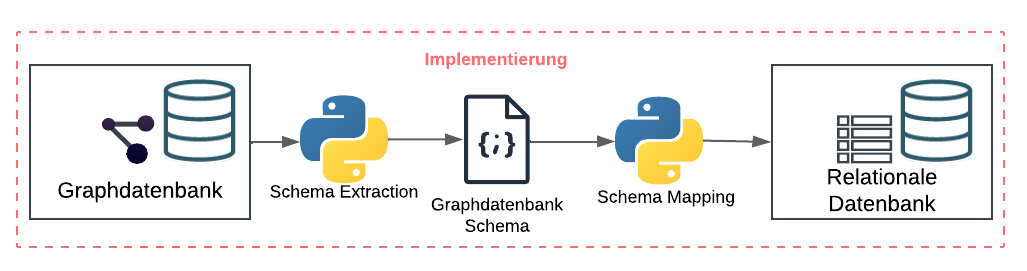 Implementierung
Graphdatenbank
Schema Extraction
{;}
Graphdatenbank
Schema
Schema Mapping
Relationale
Datenbank